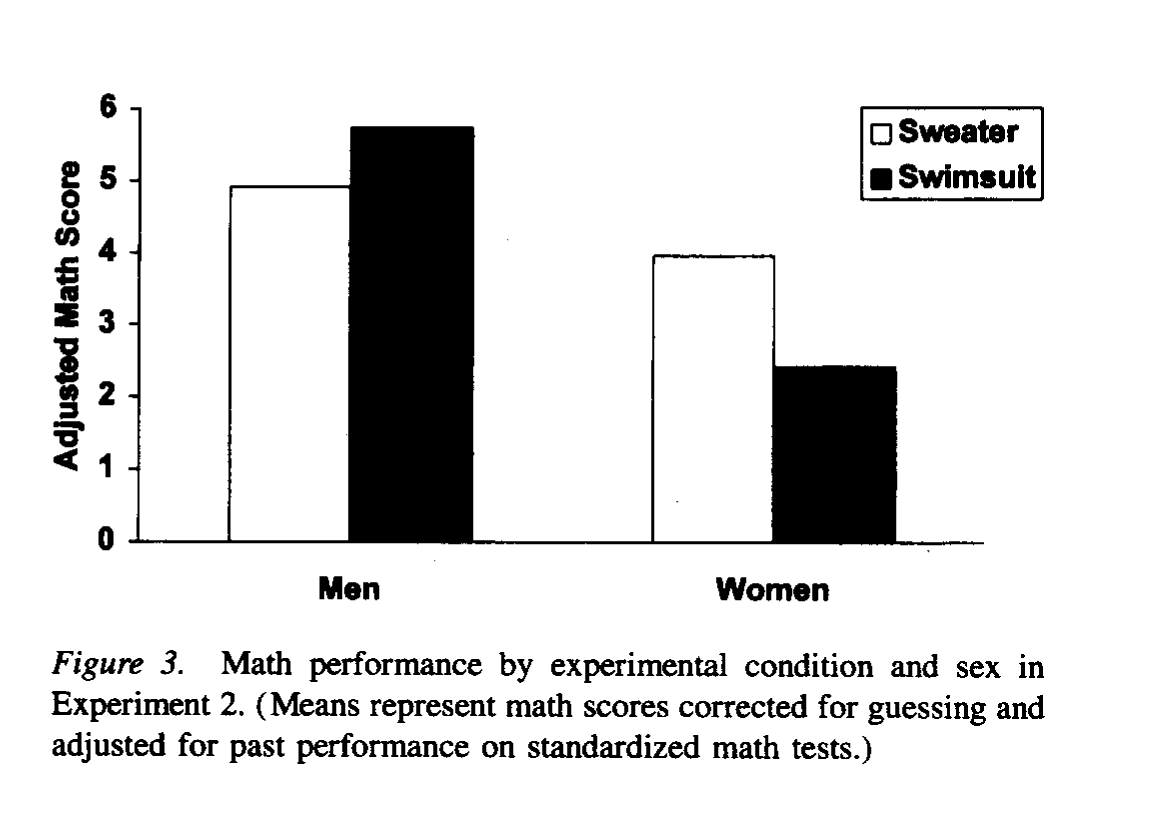 6
5
4
3
2
1
0
Adjusted Math Score
Sweater
Swimsuit
Men
Women
Figure 3. Math performance by experimental condition and sex in
Experiment 2. (Means represent math scores corrected for guessing and
adjusted for past performance on standardized math tests.)